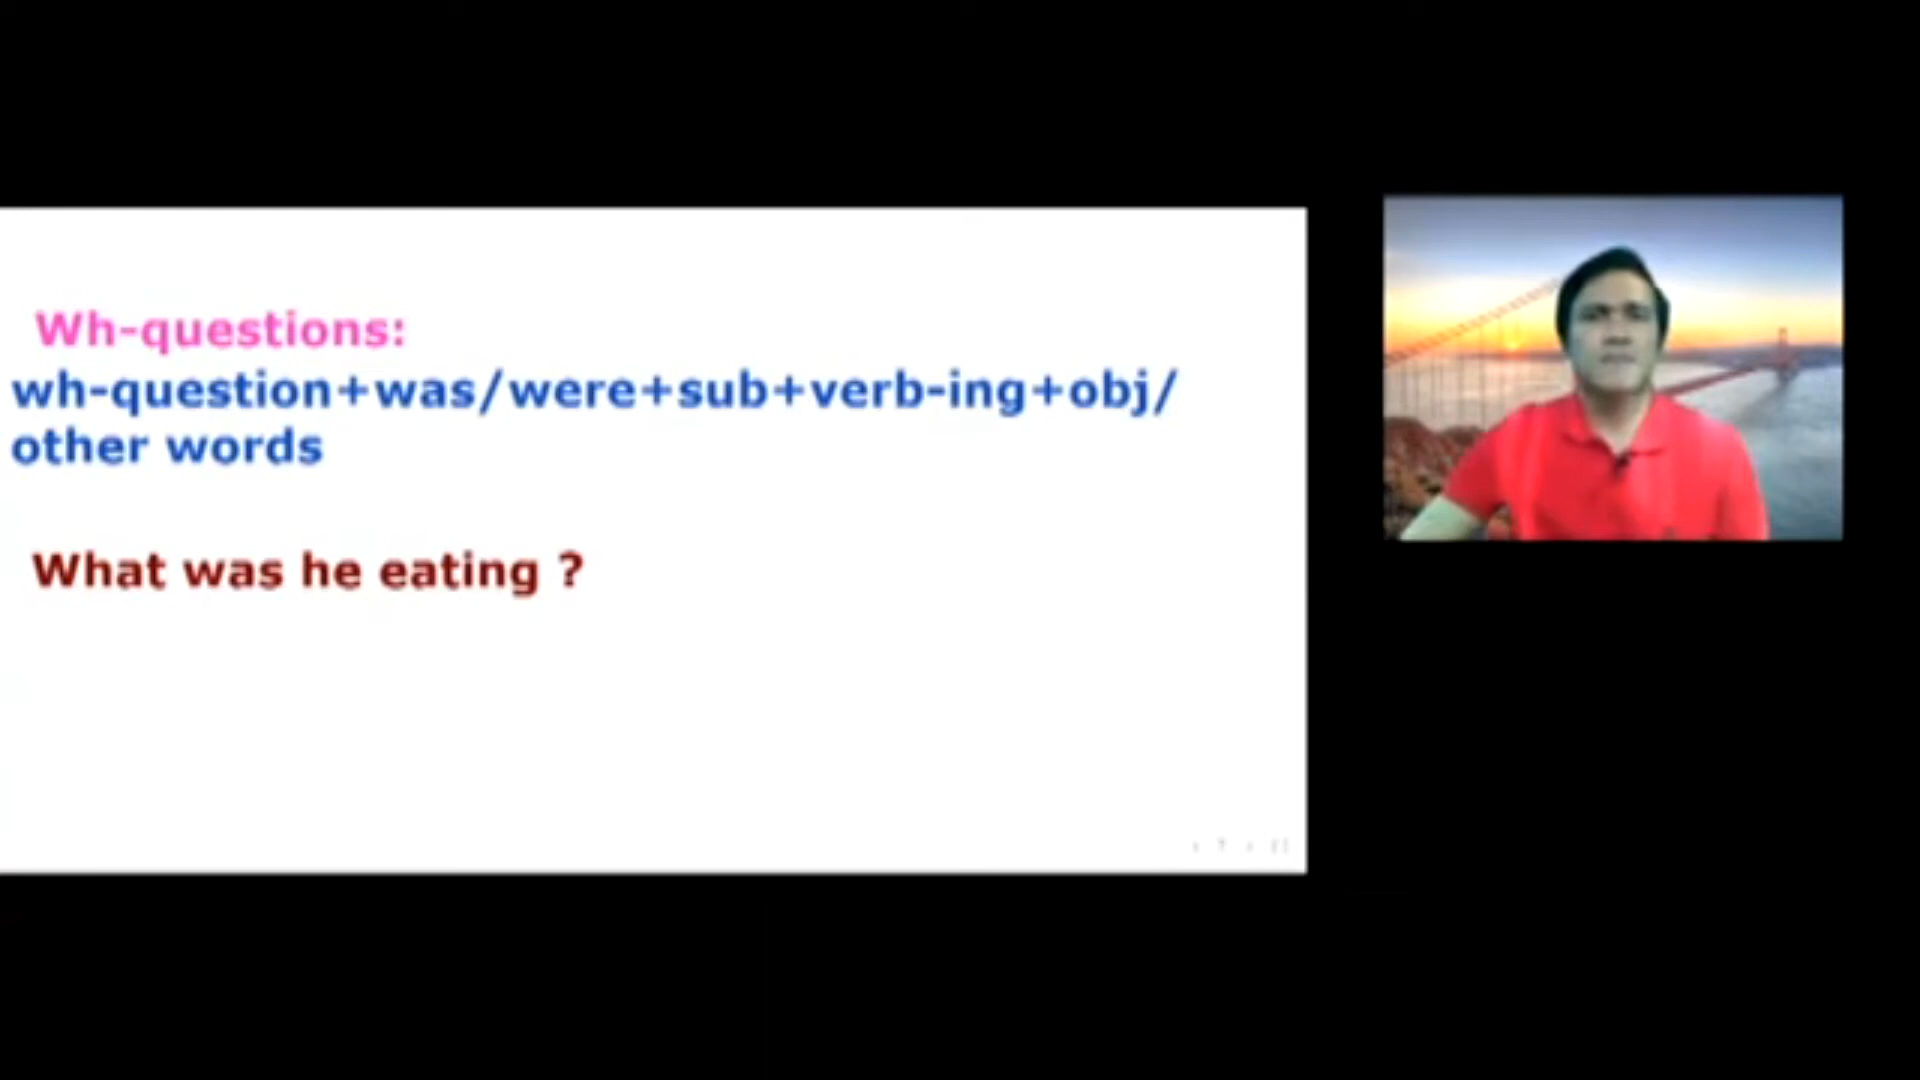 Wh-questions:
wh-question+was/were+sub+verb-ing+obj/
other words
What was he eating ?